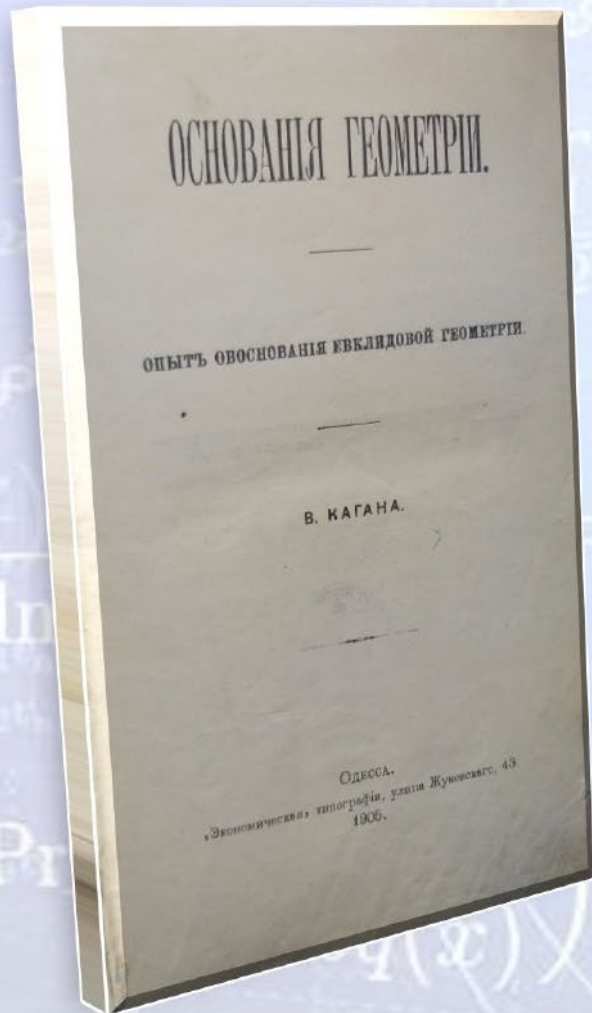 ОСНОВАНІЯ ГЕОМЕТРІИ.
ОПЫТЪ ОБОСНОВАНІЯ ЕВКЛИДОВОЙ ГЕОМЕТРІИ.
В. КАГАНА.
ОДЕССА.
„Экономическая" типографія, улица Жуковскаго, 43
1905.
q(x))